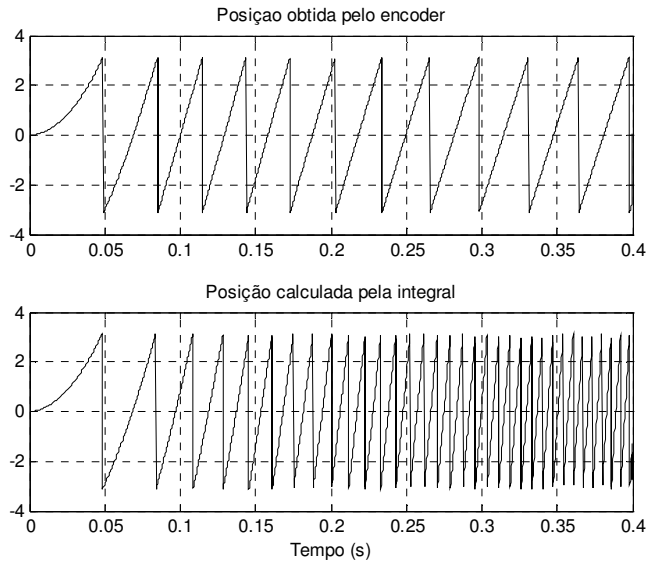 Posiçao obtida pelo encoder
4
2
0
-2
-4
0 0.05 0.1 0.15 0.2 0.25 0.3 0.35 0.4
Posição calculada pela integral
4
2
0
-2
-4
0 0.05 0.1 0.15 0.2 0.25 0.3 0.35 0.4
Tempo (s)